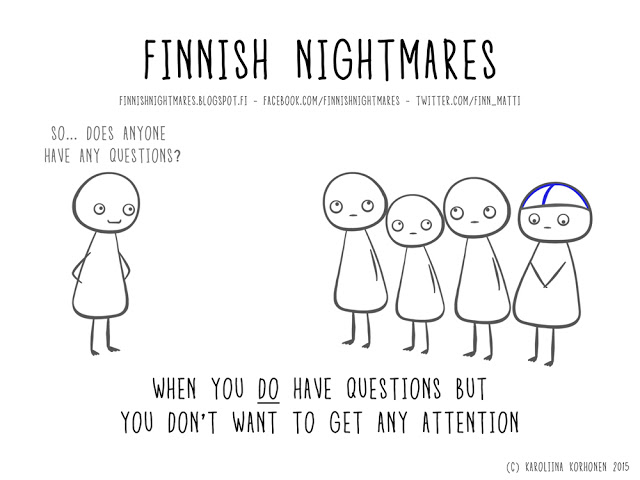 FINNISH NIGHTMARES
FINNISHNIGHTMARES.BLOGSPOT.FI - FACEBOOK.COM/FINNISHNIGHTMARES - TWITTER.COM/FINN_MATTI
SO... DOES ANYONE
HAVE ANY QUESTIONS?
WHEN YOU DO HAVE QUESTIONS BUT
YOU DON'T WANT TO GET ANY ATTENTION
(C) KAROLIINA KORHONEN 2015